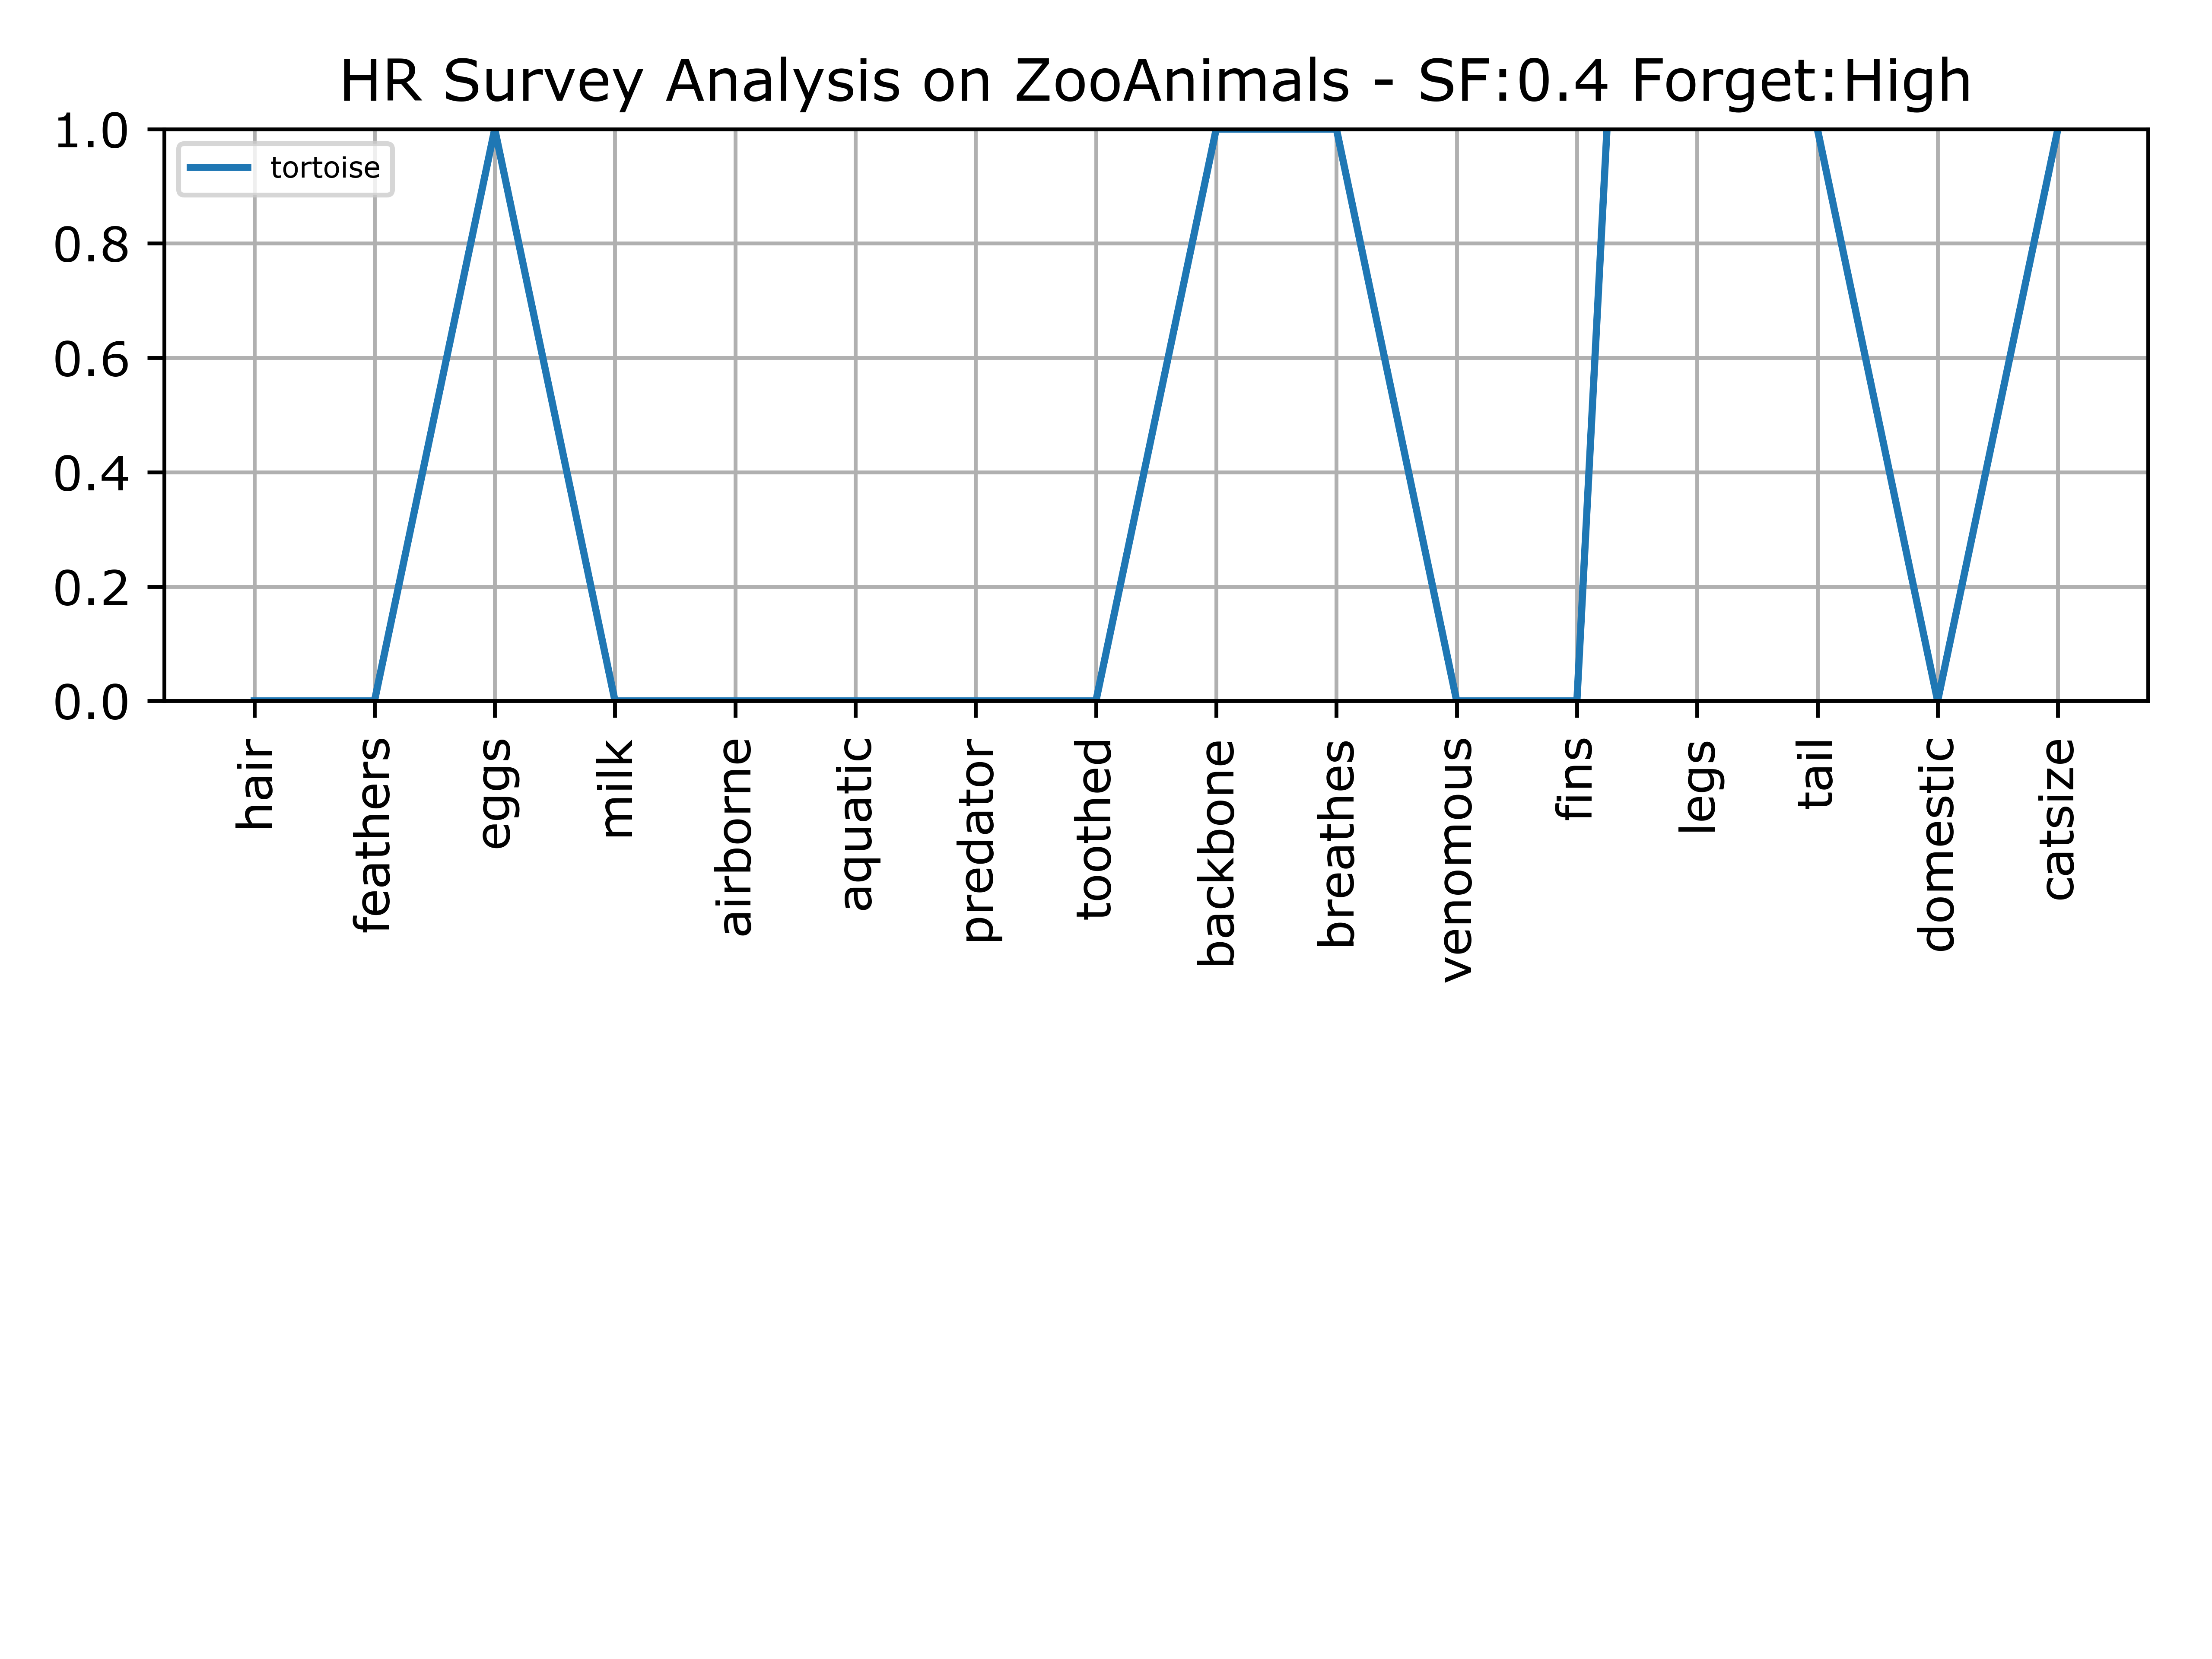 HR Survey Analysis on ZooAnimals - SF:0.4 Forget:High
1.0
0.8
0.6
0.4
0.2
0.0
tortoise
hair
feathers
eggs
milk
airborne
aquatic
predator
toothed
backbone
breathes
venomous
fins
legs
tail
domestic
catsize